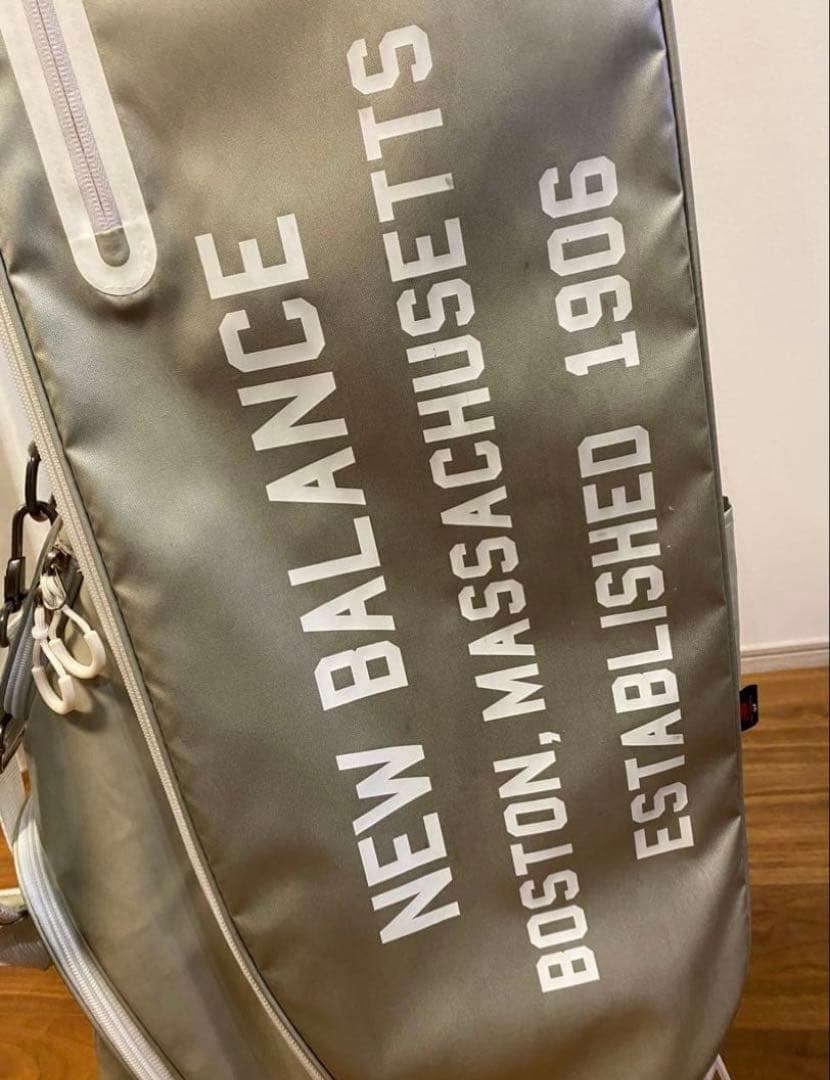 NEW BALANCE
BOSTON, MASSACHUSETTS
ESTABLISHED 1906